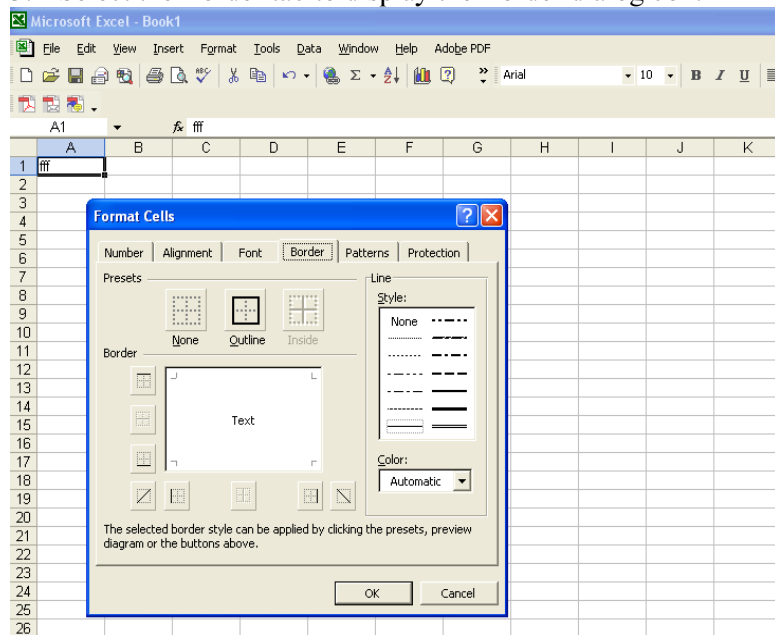 Microsoft Excel - Book1
File Edit View Insert Format Tools Data Window Help Adobe PDF
Arial 10 B I U
A1 fx fff
A B C D E F G H I J K
1 fff
2
3
4
5
6
7
8
9
10
11
12
13
14
15
16
17
18
19
20
21
22
23
24
25
26
Format Cells
Number Alignment Font Border Patterns Protection
Presets
None Outline Inside
Border
Text
Line
Style:
None
Color:
Automatic
The selected border style can be applied by clicking the presets, preview
diagram or the buttons above.
OK Cancel